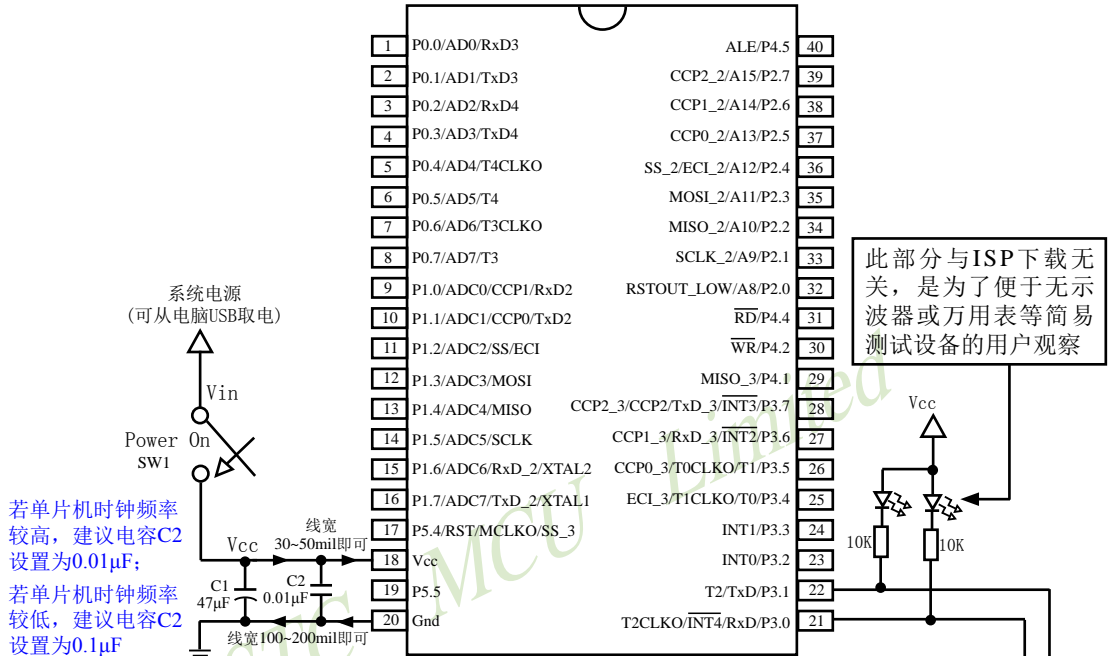 1 P0.0/AD0/RxD3
2 P0.1/AD1/TxD3
3 P0.2/AD2/RxD4
4 P0.3/AD3/TxD4
5 P0.4/AD4/T4CLKO
6 P0.5/AD5/T4
7 P0.6/AD6/T3CLKO
8 P0.7/AD7/T3
9 P1.0/ADC0/CCP1/RxD2
10 P1.1/ADC1/CCP0/TxD2
11 P1.2/ADC2/SS/ECI
12 P1.3/ADC3/MOSI
13 P1.4/ADC4/MISO
14 P1.5/ADC5/SCLK
15 P1.6/ADC6/RxD_2/XTAL2
16 P1.7/ADC7/TxD_2/XTAL1
17 P5.4/RST/MCLKO/SS_3
18 Vcc
19 P5.5
20 Gnd
ALE/P4.5 40
CCP2_2/A15/P2.7 39
CCP1_2/A14/P2.6 38
CCP0_2/A13/P2.5 37
SS_2/ECI_2/A12/P2.4 36
MOSI_2/A11/P2.3 35
MISO_2/A10/P2.2 34
SCLK_2/A9/P2.1 33
RSTOUT_LOW/A8/P2.0 32
RD/P4.4 31
WR/P4.2 30
MISO_3/P4.1 29
CCP2_3/CCP2/TxD_3/INT3/P3.7 28
CCP1_3/RxD_3/INT2/P3.6 27
CCP0_3/T0CLKO/T1/P3.5 26
ECI_3/T1CLKO/T0/P3.4 25
INT1/P3.3 24
INT0/P3.2 23
T2/TxD/P3.1 22
T2CLKO/INT4/RxD/P3.0 21
系统电源
(可从电脑USB取电)
Vin
Power On
SW1
若单片机时钟频率
较高，建议电容C2
设置为0.01μF;
若单片机时钟频率
较低，建议电容C2
设置为0.1μF
Vcc
线宽
30~50mil即可
C1
47μF
C2
0.01μF
线宽100~200mil即可
此部分与ISP下载无
关，是为了便于无示
波器或万用表等简易
测试设备的用户观察
Vcc
10K
10K
STC MCU Limited